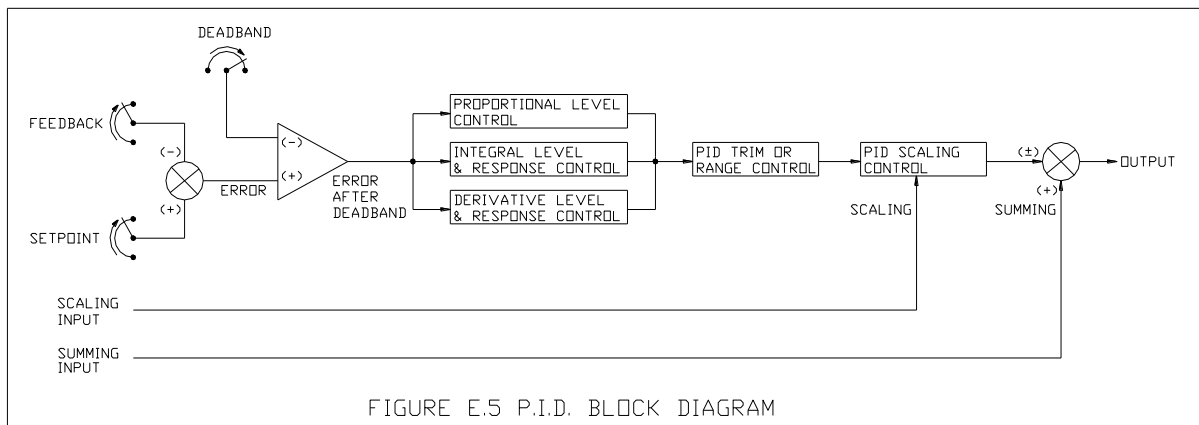 DEADBAND
FEEDBACK
(-)
(-)
(+)
ERROR
(+)
SETPOINT
ERROR
AFTER
DEADBAND
PROPORTIONAL LEVEL
CONTROL
INTEGRAL LEVEL
& RESPONSE CONTROL
DERIVATIVE LEVEL
& RESPONSE CONTROL
PID TRIM OR
RANGE CONTROL
PID SCALING
CONTROL
SCALING
(±)
(+)
SUMMING
OUTPUT
SCALING
INPUT
SUMMING
INPUT
FIGURE E.5 P.I.D. BLOCK DIAGRAM